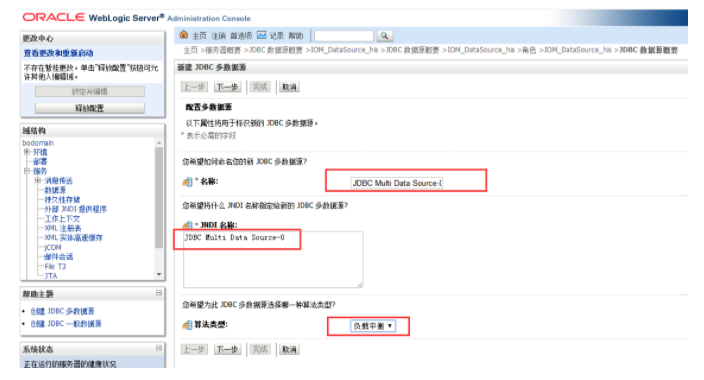 ORACLE WebLogic Server® Administration Console
更改中心
查看更改和重新启动
不存在暂挂更改。单击"释放配置"按钮可允许其他人编辑域。
锁定并编辑
释放配置
域结构
bodomain
环境
部署
服务
消息传送
数据源
持久性存储
外部 JNDI 提供程序
工作上下文
XML 注册表
XML 实体高速缓存
jCOM
邮件会话
File T3
JTA
帮助主题
创建 JDBC 多数据源
创建 JDBC 一般数据源
系统状态
正在运行的服务器的健康状况
主页 注销 首选项 记录 帮助
主页 >服务器概要 >JDBC 数据源概要 >IOM_DataSource_his >JDBC 数据源概要 >IOM_DataSource_his >角色 >IOM_DataSource_his >JDBC 数据源概要
新建 JDBC 多数据源
上一步 下一步 完成 取消
配置多数据源
以下属性将用于标识新的 JDBC 多数据源。
* 表示必需的字段
您希望如何命名您的新 JDBC 多数据源?
* 名称: JDBC Multi Data Source-0
您希望将什么 JNDI 名称指定给新的 JDBC 多数据源?
* JNDI 名称:
JDBC Multi Data Source-0
您希望为此 JDBC 多数据源选择哪一种算法类型?
算法类型: 负载平衡
上一步 下一步 完成 取消